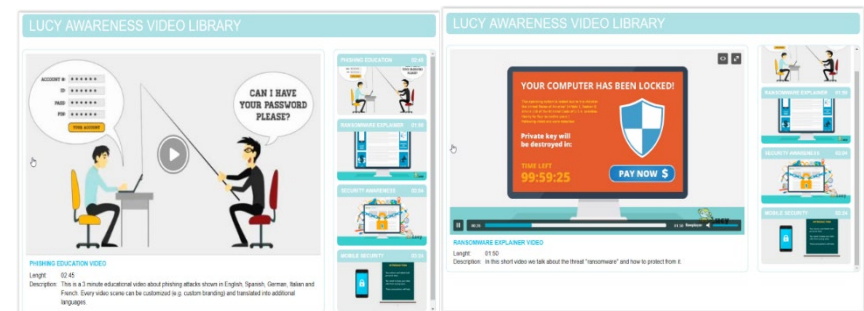 LUCY AWARENESS VIDEO LIBRARY
ACCOUNT #: ******
ID: ******
PASS: ******
PIN: ******
YOUR ACCOUNT
CAN I HAVE
YOUR PASSWORD
PLEASE?
PHISHING EDUCATION VIDEO
Lenght 02:45
Description: This is a 3 minute educational video about phishing attacks shown in English, Spanish, German, Italian and
French. Every video scene can be customized (e.g. custom branding) and translated into additional
languages.
PHISHING EDUCATION 02:45
RANSOMWARE EXPLAINER 01:50
SECURITY AWARENESS 02:04
MOBILE SECURITY
LUCY AWARENESS VIDEO LIBRARY
YOUR COMPUTER HAS BEEN LOCKED!
Private key will
be destroyed in:
TIME LEFT
99:59:25
PAY NOW $
RANSOMWARE EXPLAINER VIDEO
Lenght 01:50
Description: In this short video we talk about the threat "ransomware" and how to protect from it.
RANSOMWARE EXPLAINER 01:50
SECURITY AWARENESS 02:04
MOBILE SECURITY